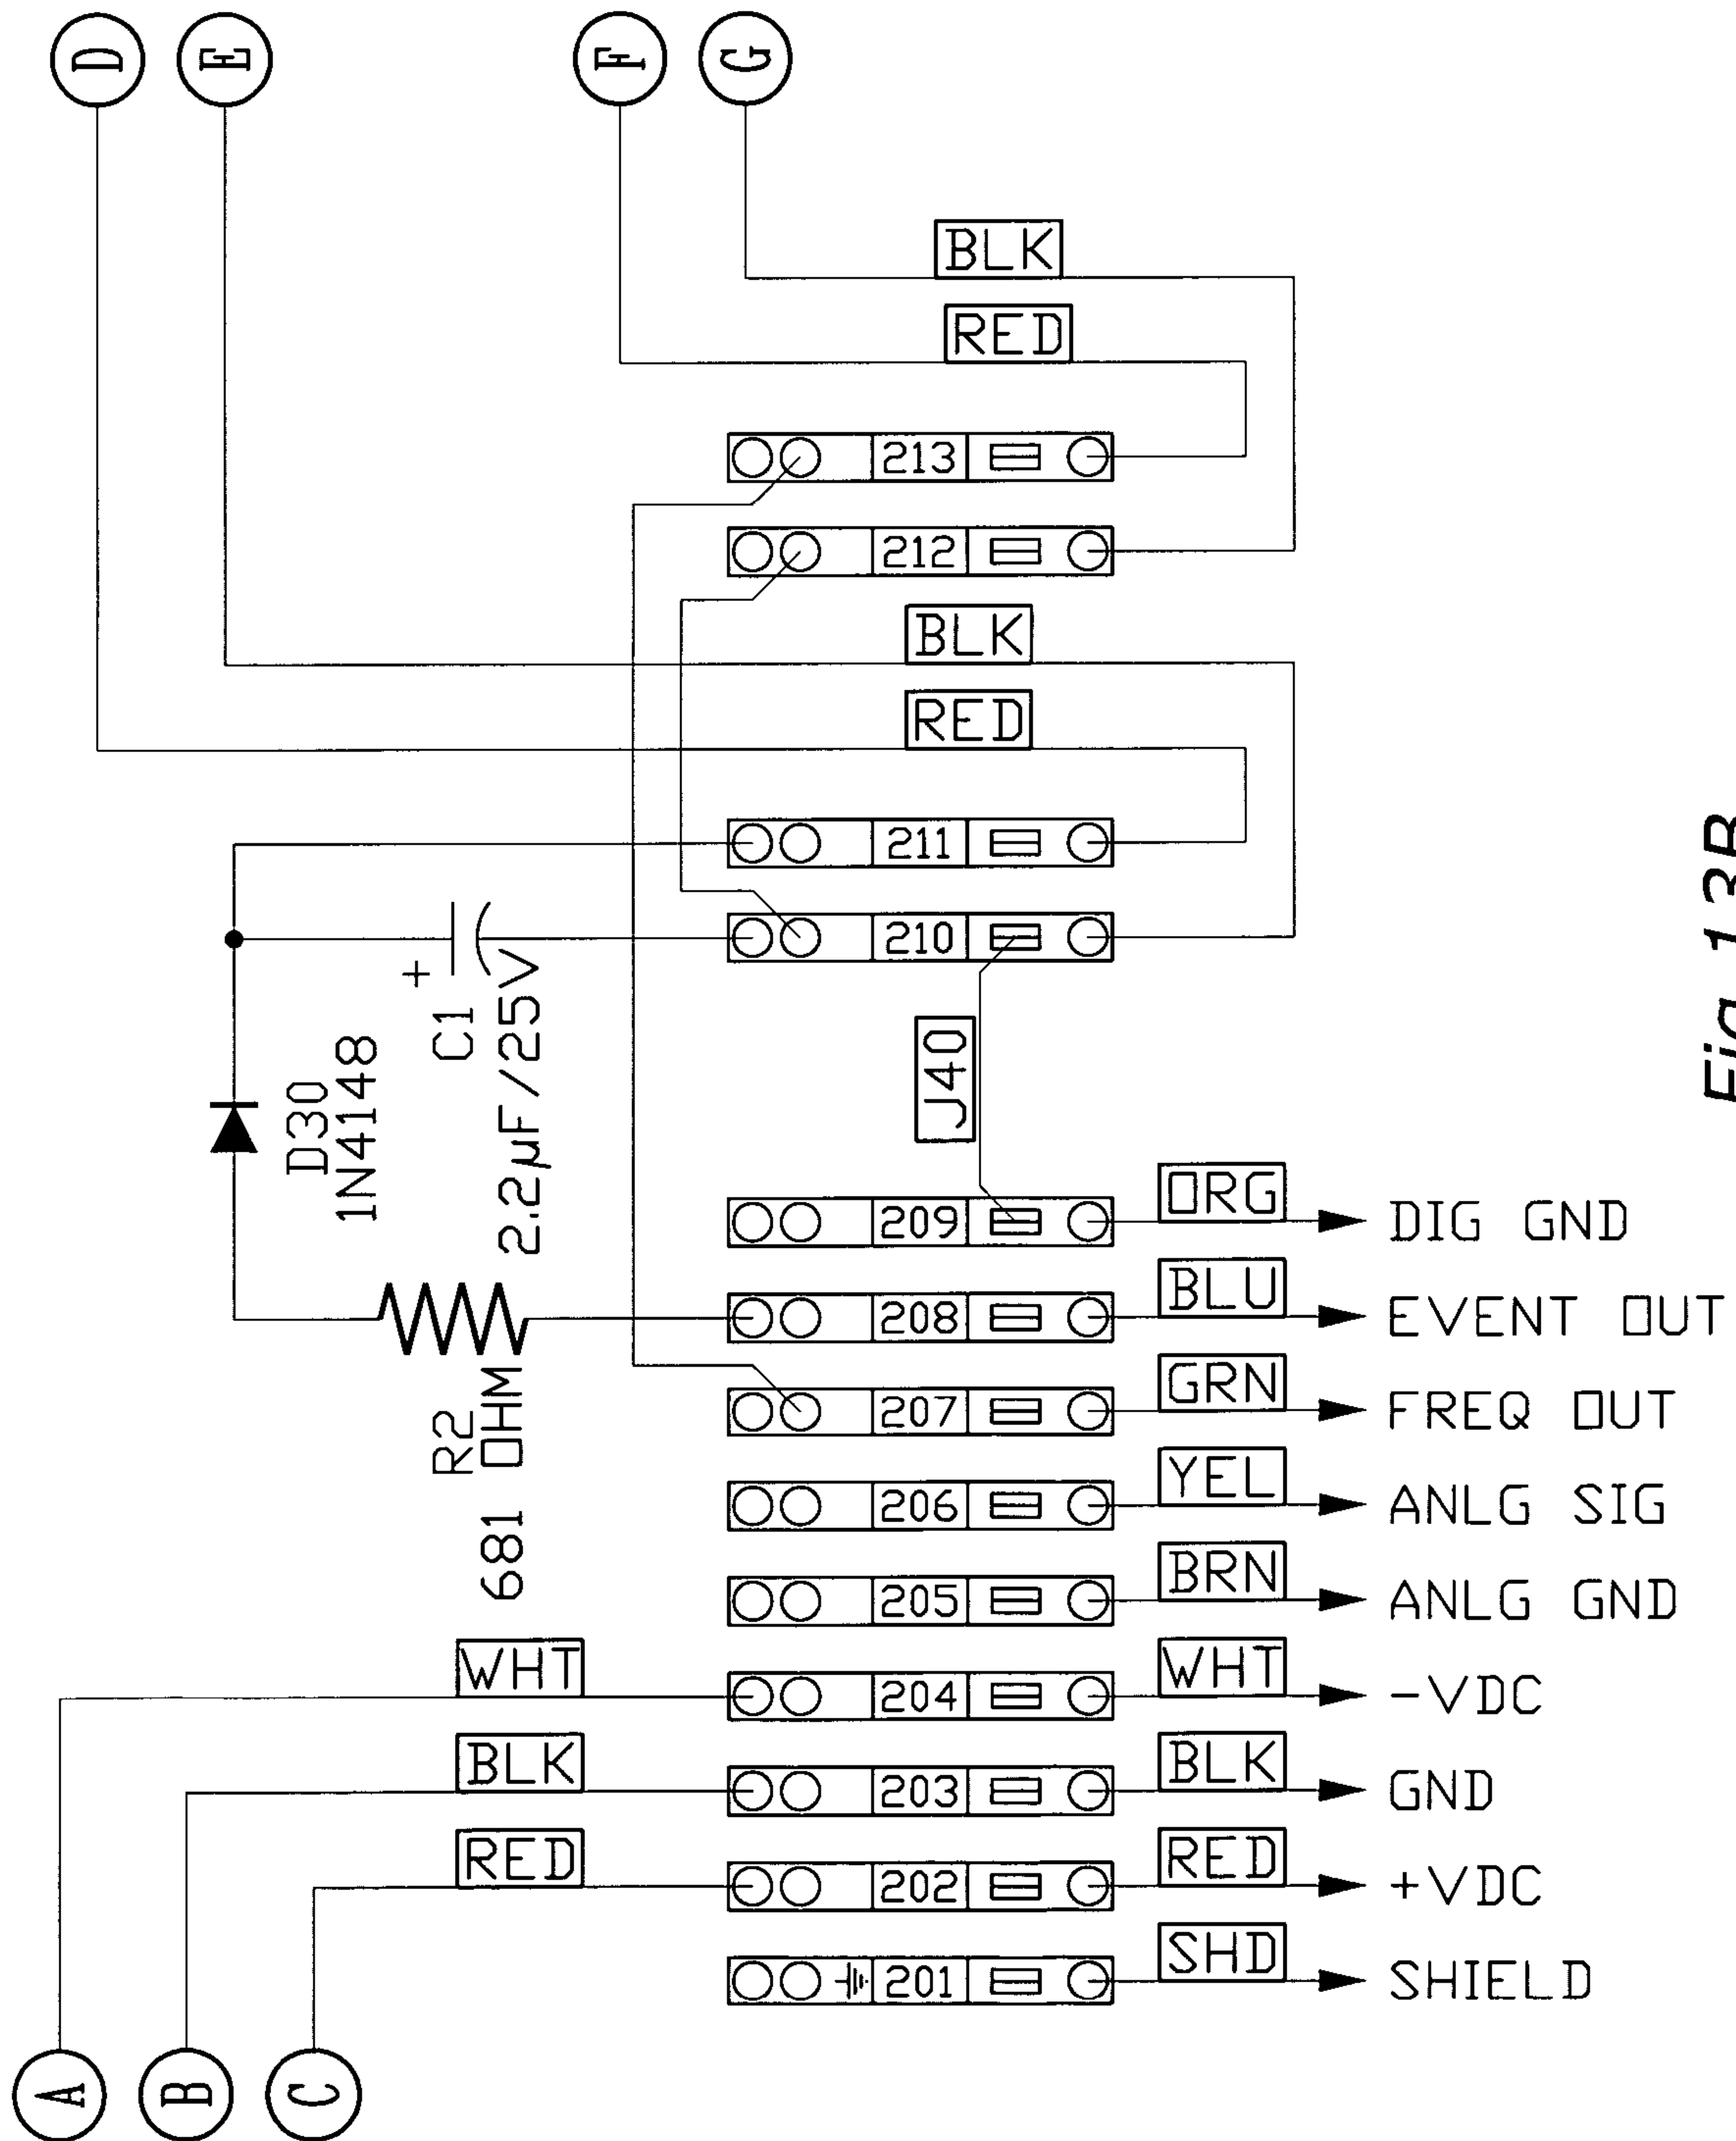 D
E
F
G
BLK
RED
213
212
BLK
RED
211
210
+
C1
2.2µF/25V
D30
1N4148
J40
209
ORG
DIG GND
208
BLU
EVENT OUT
R2
681 OHM
207
GRN
FREQ OUT
206
YEL
ANLG SIG
205
BRN
ANLG GND
WHT
204
WHT
-VDC
BLK
203
BLK
GND
RED
202
RED
+VDC
201
SHD
SHIELD
A
B
C
Fig. 13B